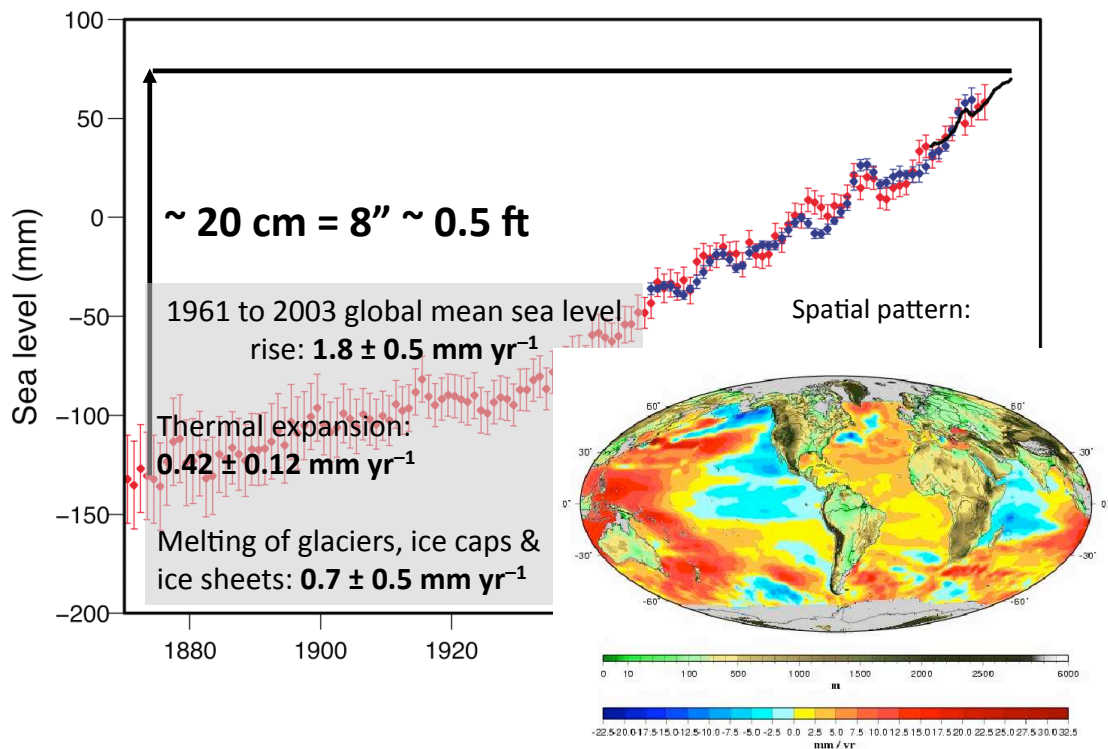 100
50
0
−50
−100
−150
−200
Sea level (mm)
1880
1900
1920
~ 20 cm = 8” ~ 0.5 ft
1961 to 2003 global mean sea level
rise: 1.8 ± 0.5 mm yr⁻¹
Thermal expansion:
0.42 ± 0.12 mm yr⁻¹
Melting of glaciers, ice caps &
ice sheets: 0.7 ± 0.5 mm yr⁻¹
Spatial pattern:
60˚ 60˚
30˚ 30˚
0˚ 0˚
-30˚ -30˚
-60˚ -60˚
0 10 100 500 1000 1500 2500 6000
m
-22.5 -20.0 -17.5 -15.0 -12.5 -10.0 -7.5 -5.0 -2.5 0.0 2.5 5.0 7.5 10.0 12.5 15.0 17.5 20.0 22.5 25.0 27.5 30.0 32.5
mm / yr